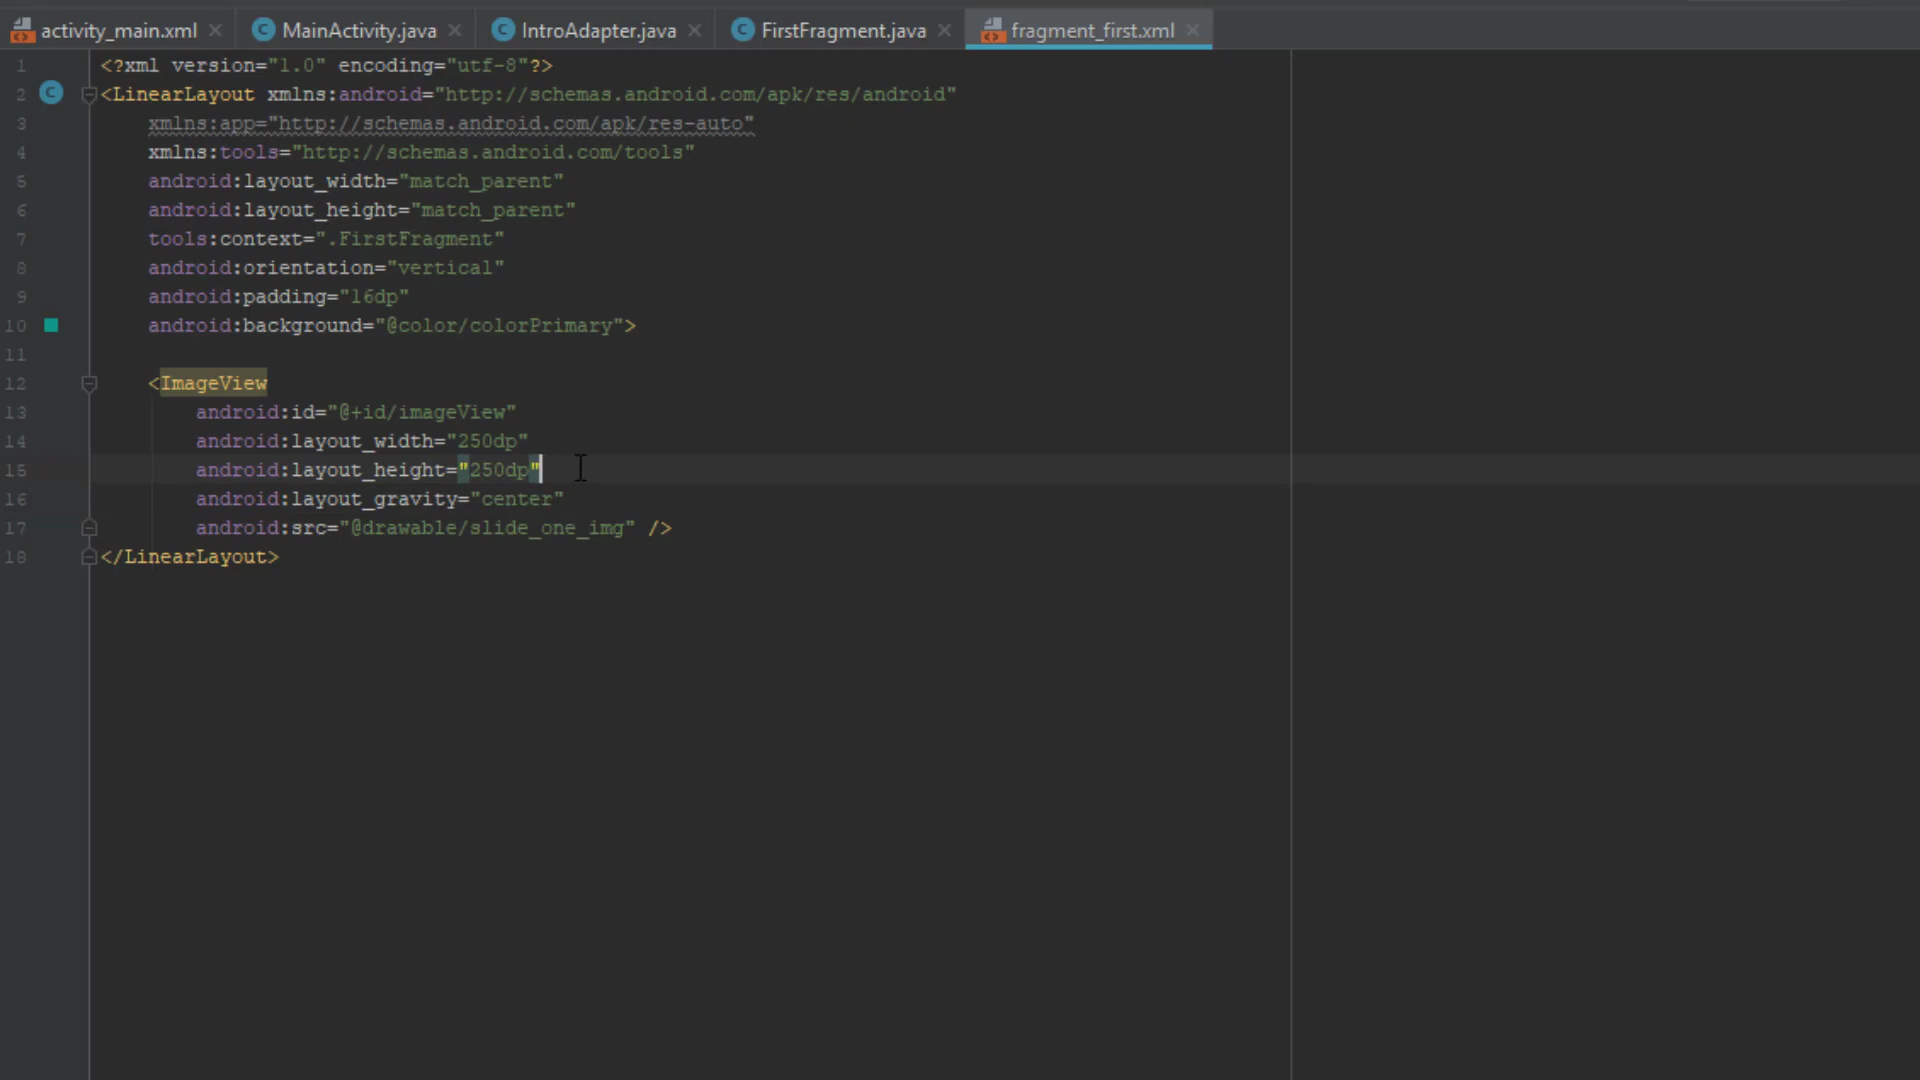 activity_main.xml MainActivity.java IntroAdapter.java FirstFragment.java fragment_first.xml
1 <?xml version="1.0" encoding="utf-8"?>
2 <LinearLayout xmlns:android="http://schemas.android.com/apk/res/android"
3 xmlns:app="http://schemas.android.com/apk/res-auto"
4 xmlns:tools="http://schemas.android.com/tools"
5 android:layout_width="match_parent"
6 android:layout_height="match_parent"
7 tools:context=".FirstFragment"
8 android:orientation="vertical"
9 android:padding="16dp"
10 android:background="@color/colorPrimary">
11
12 <ImageView
13 android:id="@+id/imageView"
14 android:layout_width="250dp"
15 android:layout_height="250dp"
16 android:layout_gravity="center"
17 android:src="@drawable/slide_one_img" />
18 </LinearLayout>